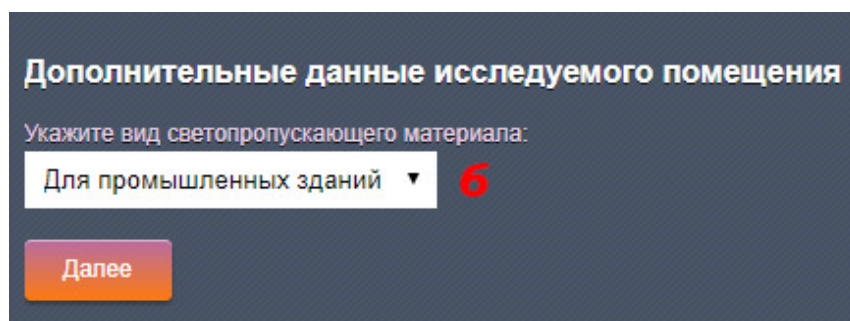 Дополнительные данные исследуемого помещения
Укажите вид светопропускающего материала:
Для промышленных зданий ▼ 6
Далее